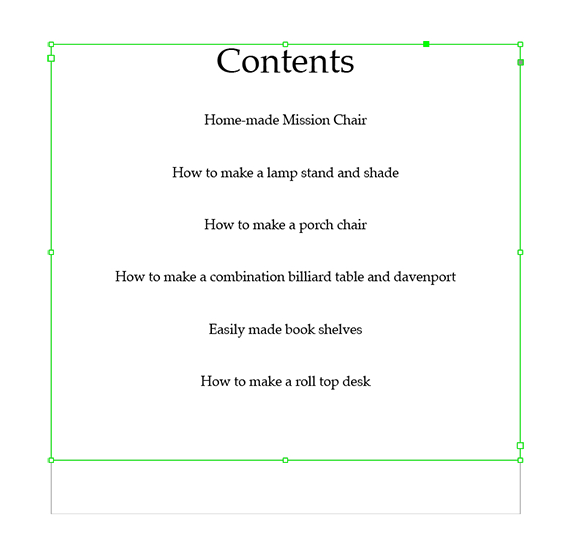 Contents
Home-made Mission Chair
How to make a lamp stand and shade
How to make a porch chair
How to make a combination billiard table and davenport
Easily made book shelves
How to make a roll top desk